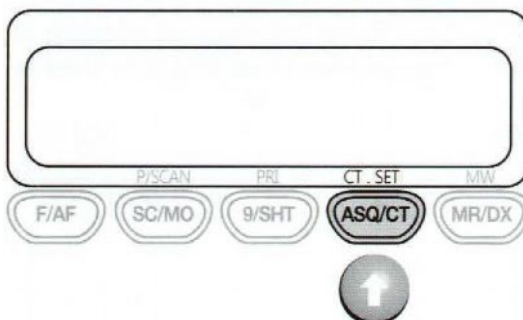 P/SCAN PRI CT . SET MW
F/AF SC/MO 9/SHT ASQ/CT MR/DX